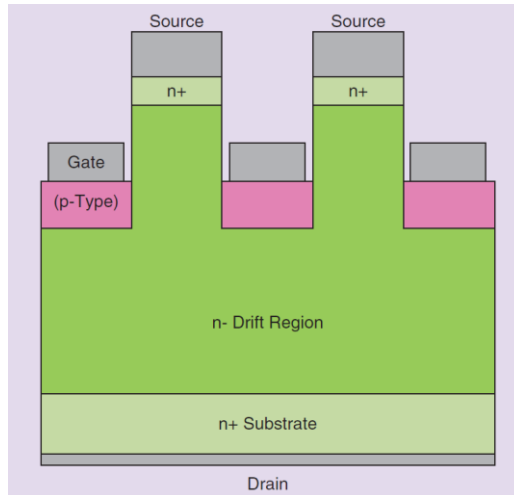 Source
Source
n+
n+
Gate
(p-Type)
n- Drift Region
n+ Substrate
Drain